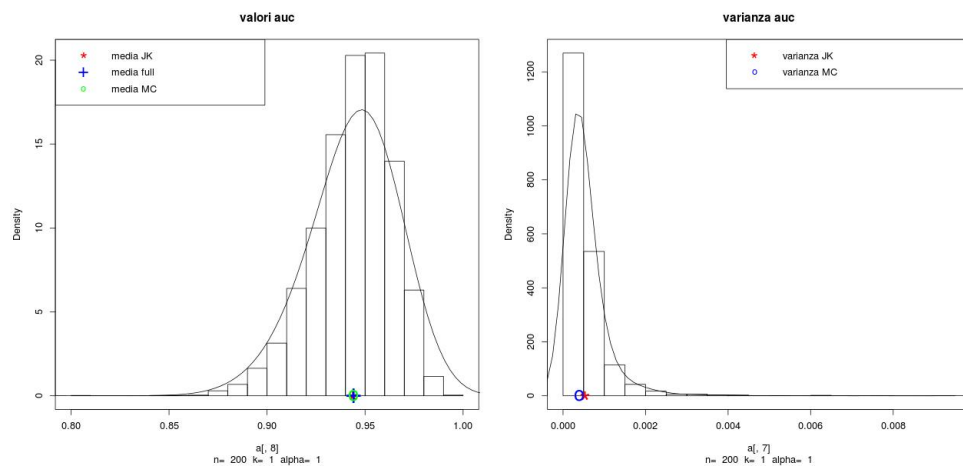 valori auc
media JK
media full
media MC
Density
0
5
10
15
20
0.80
0.85
0.90
0.95
1.00
a[, 8]
n= 200 k= 1 alpha= 1
varianza auc
varianza JK
varianza MC
Density
0
200
400
600
800
1000
1200
0.000
0.002
0.004
0.006
0.008
a[, 7]
n= 200 k= 1 alpha= 1